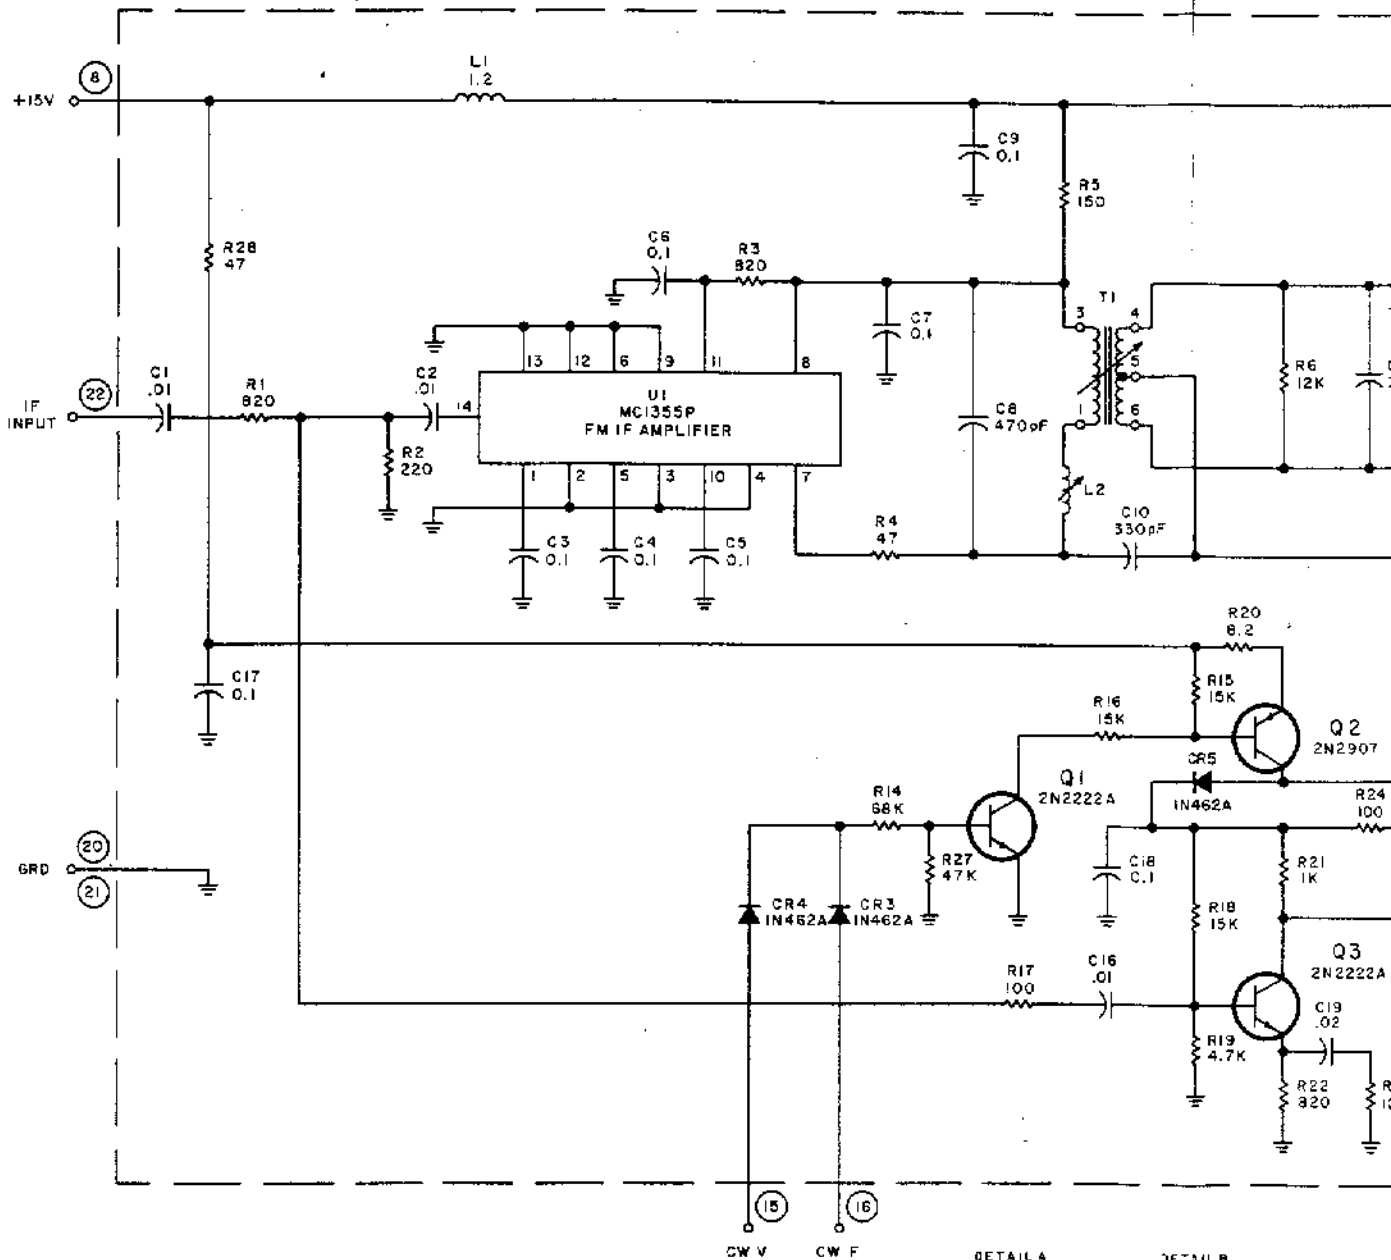 8
+15V
L1
1.2
C9
0.1
R5
150
R28
47
C6
0.1
R3
820
C7
0.1
T1
3
4
5
1
6
R6
12K
13
12
6
9
11
8
22
IF
INPUT
C1
.01
R1
820
C2
.01
14
U1
MC1355P
FM IF AMPLIFIER
R2
220
C8
470pF
1
2
5
3
10
4
7
L2
C3
0.1
C4
0.1
C5
0.1
R4
47
C10
330pF
R20
8.2
C17
0.1
R15
15K
R16
15K
Q2
2N2907
CR5
1N462A
Q1
2N2222A
R14
68K
R24
100
20
GRD
21
R27
47K
C18
0.1
R21
1K
CR4
1N462A
CR3
1N462A
R18
15K
Q3
2N2222A
R17
100
C16
.01
C19
.02
R19
4.7K
R22
820
15
16
CW V
CW F
DETAIL A
DETAIL B